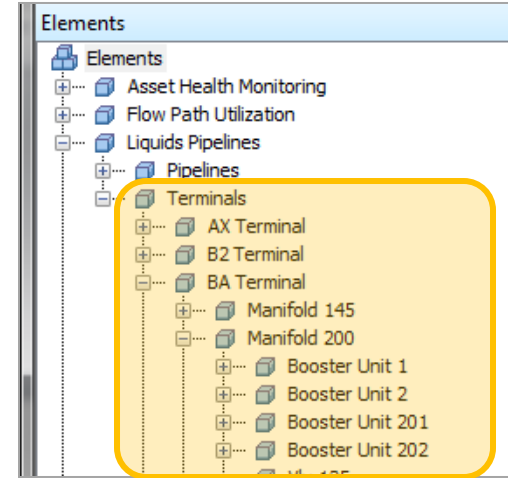 Elements
Elements
Asset Health Monitoring
Flow Path Utilization
Liquids Pipelines
Pipelines
Terminals
AX Terminal
B2 Terminal
BA Terminal
Manifold 145
Manifold 200
Booster Unit 1
Booster Unit 2
Booster Unit 201
Booster Unit 202